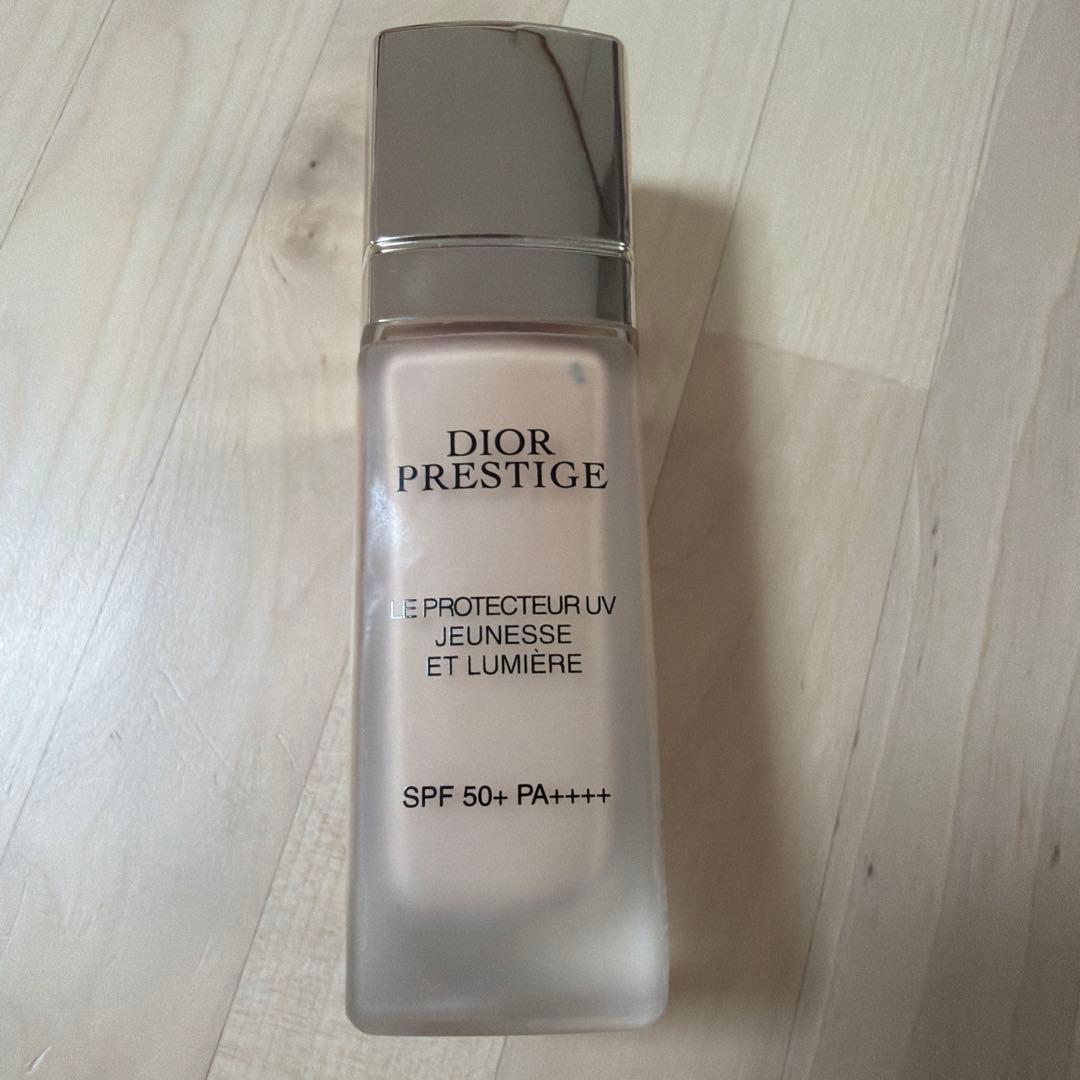 DIOR
PRESTIGE
LE PROTECTEUR UV
JEUNESSE
ET LUMIÈRE
SPF 50+ PA++++